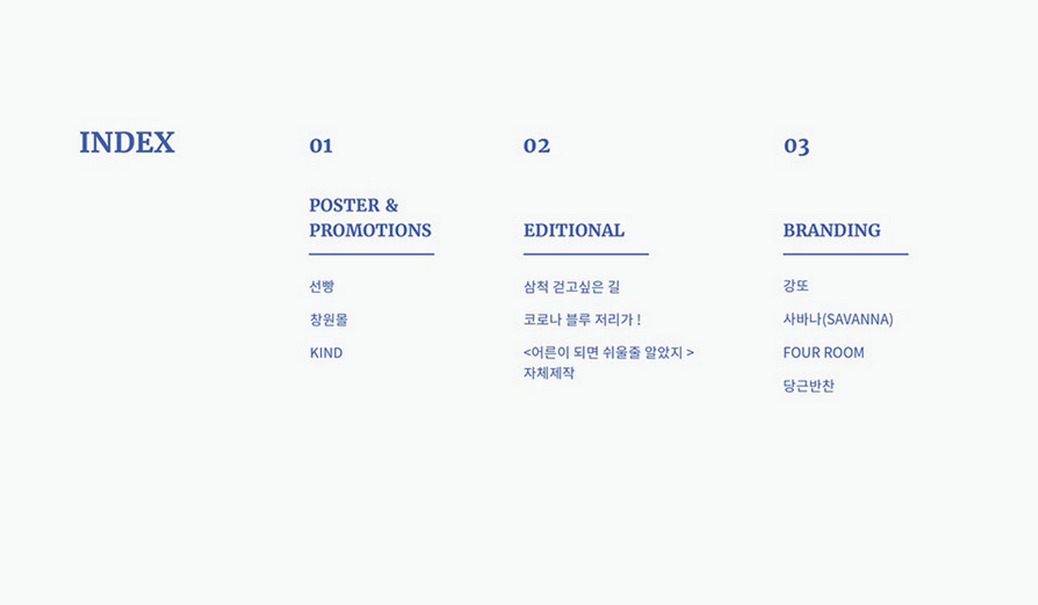 INDEX
01
POSTER &
PROMOTIONS
선빵
창원몰
KIND
02
EDITIONAL
삼척 걷고싶은 길
코로나 블루 저리가 !
<어른이 되면 쉬울줄 알았지 >
자체제작
03
BRANDING
강또
사바나(SAVANNA)
FOUR ROOM
당근반찬